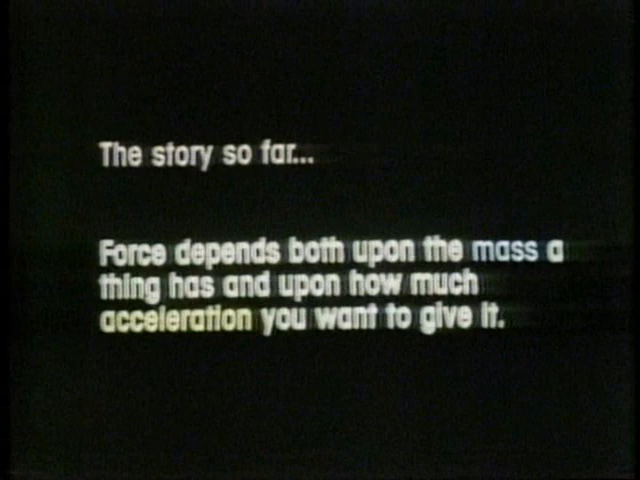 The story so far...
Force depends both upon the mass a
thing has and upon how much
acceleration you want to give it.